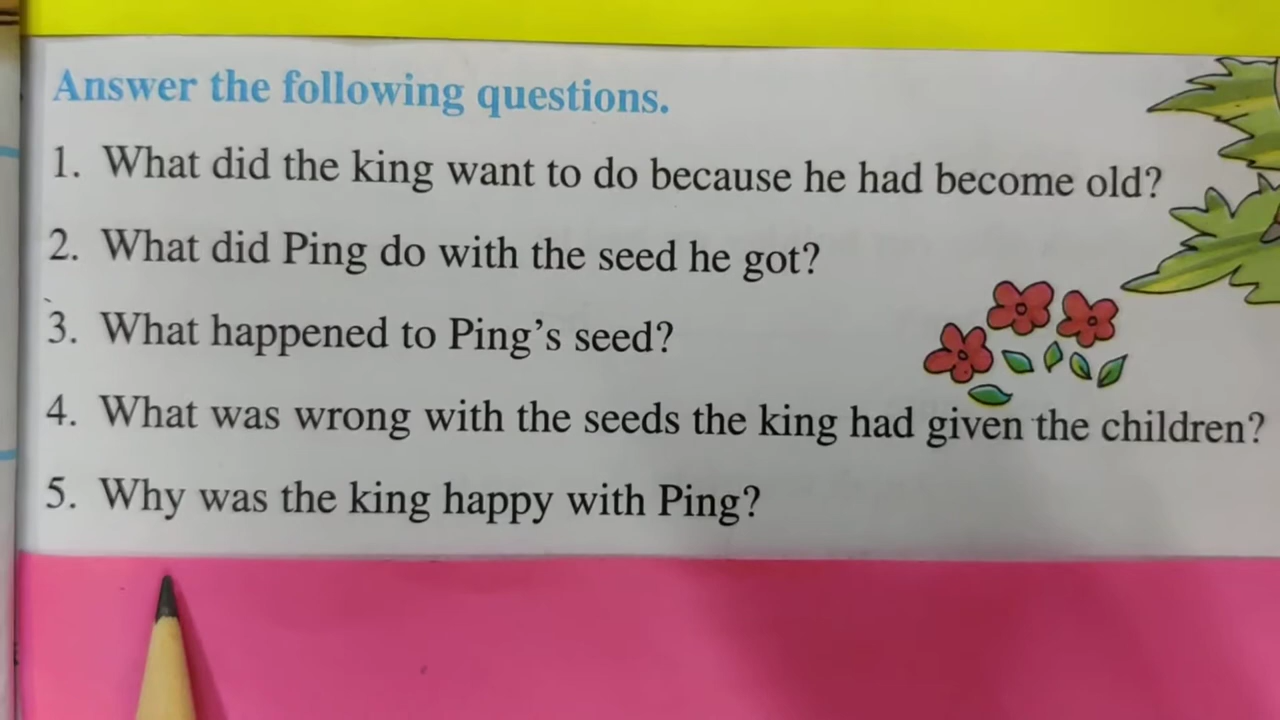 Answer the following questions.
1. What did the king want to do because he had become old?
2. What did Ping do with the seed he got?
3. What happened to Ping's seed?
4. What was wrong with the seeds the king had given the children?
5. Why was the king happy with Ping?